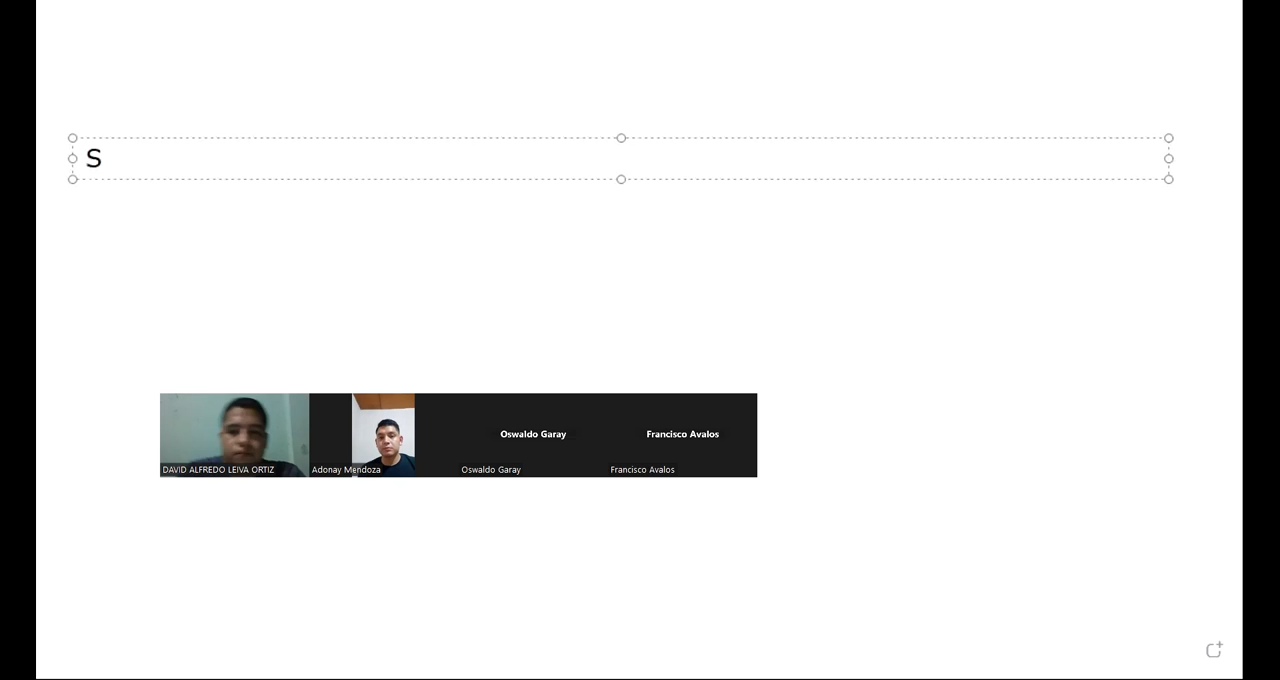 S
Oswaldo Garay
Francisco Avalos
DAVID ALFREDO LEIVA ORTIZ
Adonay Mendoza
Oswaldo Garay
Francisco Avalos